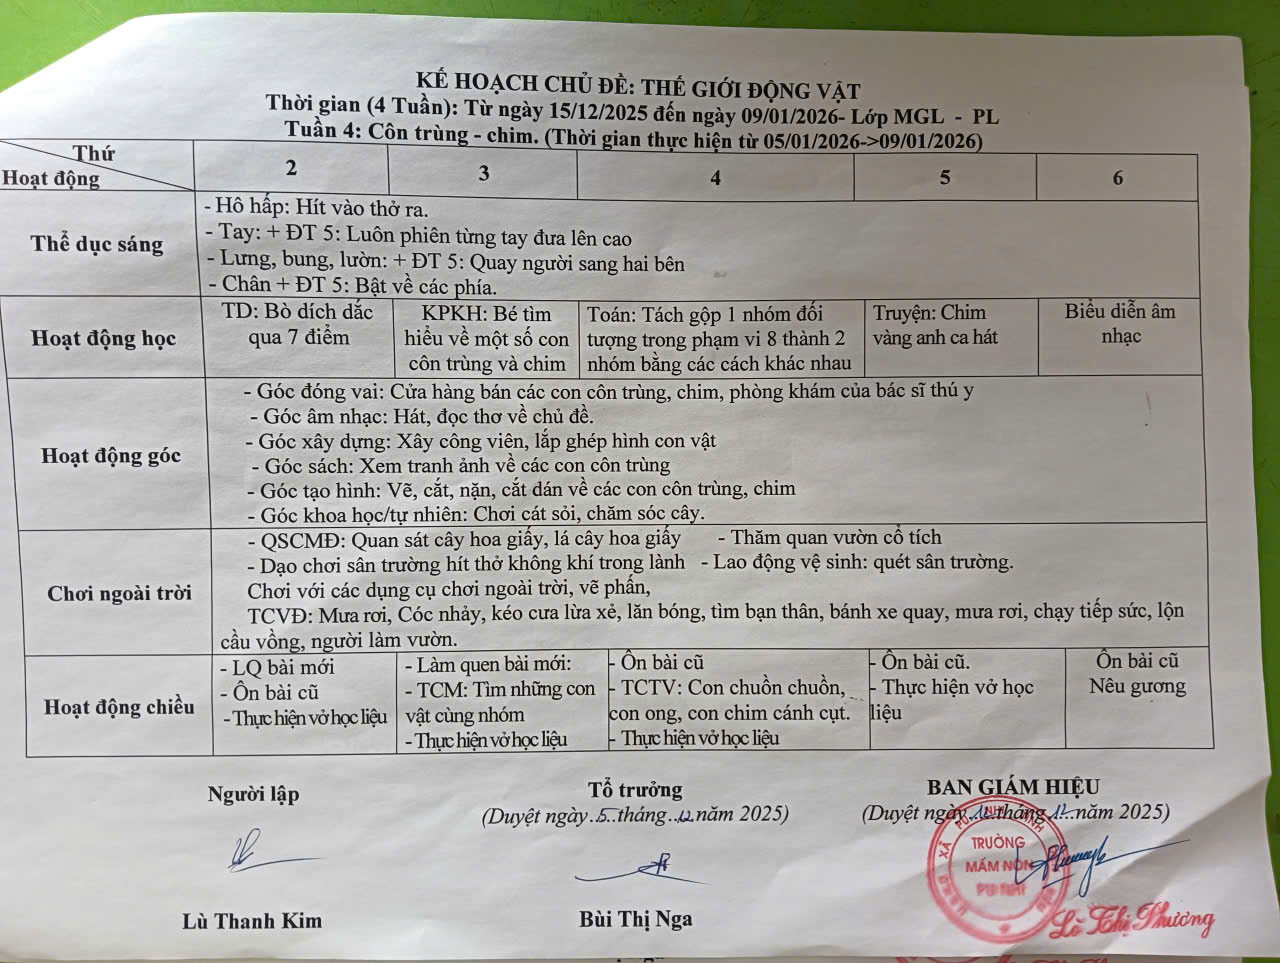 KẾ HOẠCH CHỦ ĐỀ: THẾ GIỚI ĐỘNG VẬT
Thời gian (4 Tuần): Từ ngày 15/12/2025 đến ngày 09/01/2026- Lớp MGL - PL
Tuần 4: Côn trùng - chim. (Thời gian thực hiện từ 05/01/2026->09/01/2026)
Thứ
Hoạt động
2
3
4
5
6
Thể dục sáng
- Hô hấp: Hít vào thở ra.
- Tay: + ĐT 5: Luôn phiên từng tay đưa lên cao
- Lưng, bung, lườn: + ĐT 5: Quay người sang hai bên
- Chân + ĐT 5: Bật về các phía.
Hoạt động học
TD: Bò dích dắc
qua 7 điểm
KPKH: Bé tìm
hiểu về một số con
côn trùng và chim
Toán: Tách gộp 1 nhóm đối
tượng trong phạm vi 8 thành 2
nhóm bằng các cách khác nhau
Truyện: Chim
vàng anh ca hát
Biểu diễn âm
nhạc
Hoạt động góc
- Góc đóng vai: Cửa hàng bán các con côn trùng, chim, phòng khám của bác sĩ thú y
- Góc âm nhạc: Hát, đọc thơ về chủ đề.
- Góc xây dựng: Xây công viên, lắp ghép hình con vật
- Góc sách: Xem tranh ảnh về các con côn trùng
- Góc tạo hình: Vẽ, cắt, nặn, cắt dán về các con côn trùng, chim
- Góc khoa học/tự nhiên: Chơi cát sỏi, chăm sóc cây.
Chơi ngoài trời
- QSCMĐ: Quan sát cây hoa giấy, lá cây hoa giấy - Thăm quan vườn cổ tích
- Dạo chơi sân trường hít thở không khí trong lành - Lao động vệ sinh: quét sân trường.
Chơi với các dụng cụ chơi ngoài trời, vẽ phấn,
TCVĐ: Mưa rơi, Cóc nhảy, kéo cưa lừa xẻ, lăn bóng, tìm bạn thân, bánh xe quay, mưa rơi, chạy tiếp sức, lộn
cầu vồng, người làm vườn.
Hoạt động chiều
- LQ bài mới
- Ôn bài cũ
- Thực hiện vở học liệu
- Làm quen bài mới:
- TCM: Tìm những con
vật cùng nhóm
- Thực hiện vở học liệu
- Ôn bài cũ
- TCTV: Con chuồn chuồn,
con ong, con chim cánh cụt.
- Thực hiện vở học liệu
- Ôn bài cũ.
- Thực hiện vở học
liệu
Ôn bài cũ
Nêu gương
Người lập
Tổ trưởng
BAN GIÁM HIỆU
(Duyệt ngày..5..tháng..12.năm 2025)
(Duyệt ngày..12.tháng.12..năm 2025)
TRƯỜNG
MẦM NON
Lù Thanh Kim
Bùi Thị Nga
Lò Thị Phương